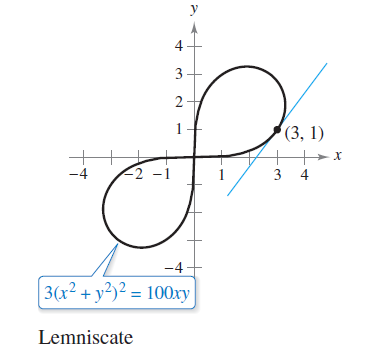 y
4
3
2
1
(3, 1)
x
-4
-2 -1
1
3
4
-4
3(x² + y²)² = 100xy
Lemniscate